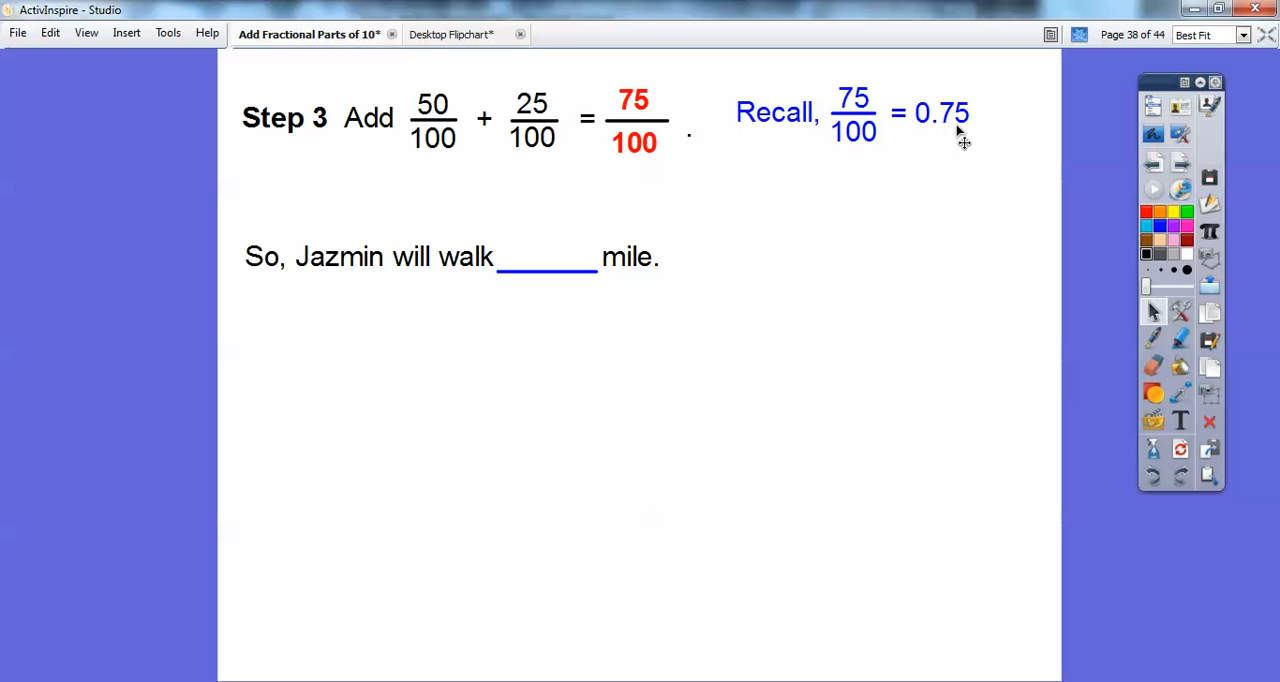 ActivInspire - Studio
File Edit View Insert Tools Help
Add Fractional Parts of 10* Desktop Flipchart* Page 38 of 44 Best Fit
Step 3 Add 50/100 + 25/100 = 75/100 . Recall, 75/100 = 0.75
So, Jazmin will walk ______ mile.